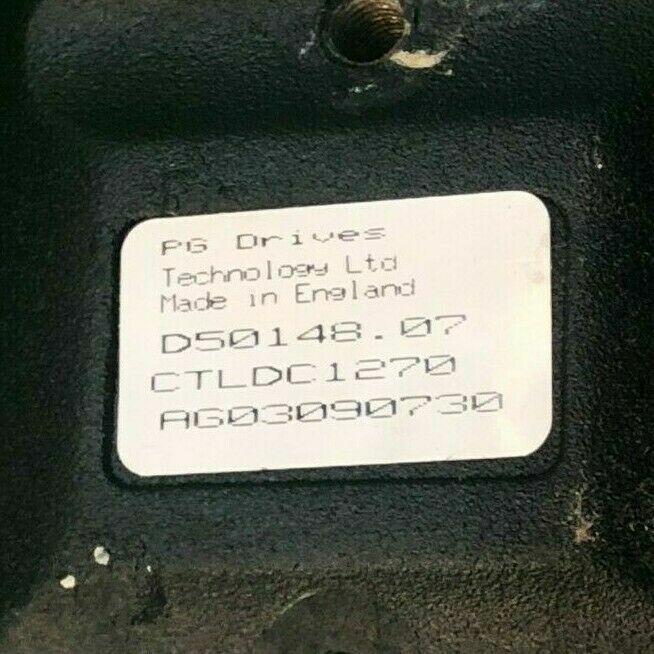 PG Drives
Technology Ltd
Made in England
D50148.07
CTLDC1270
AG03090730